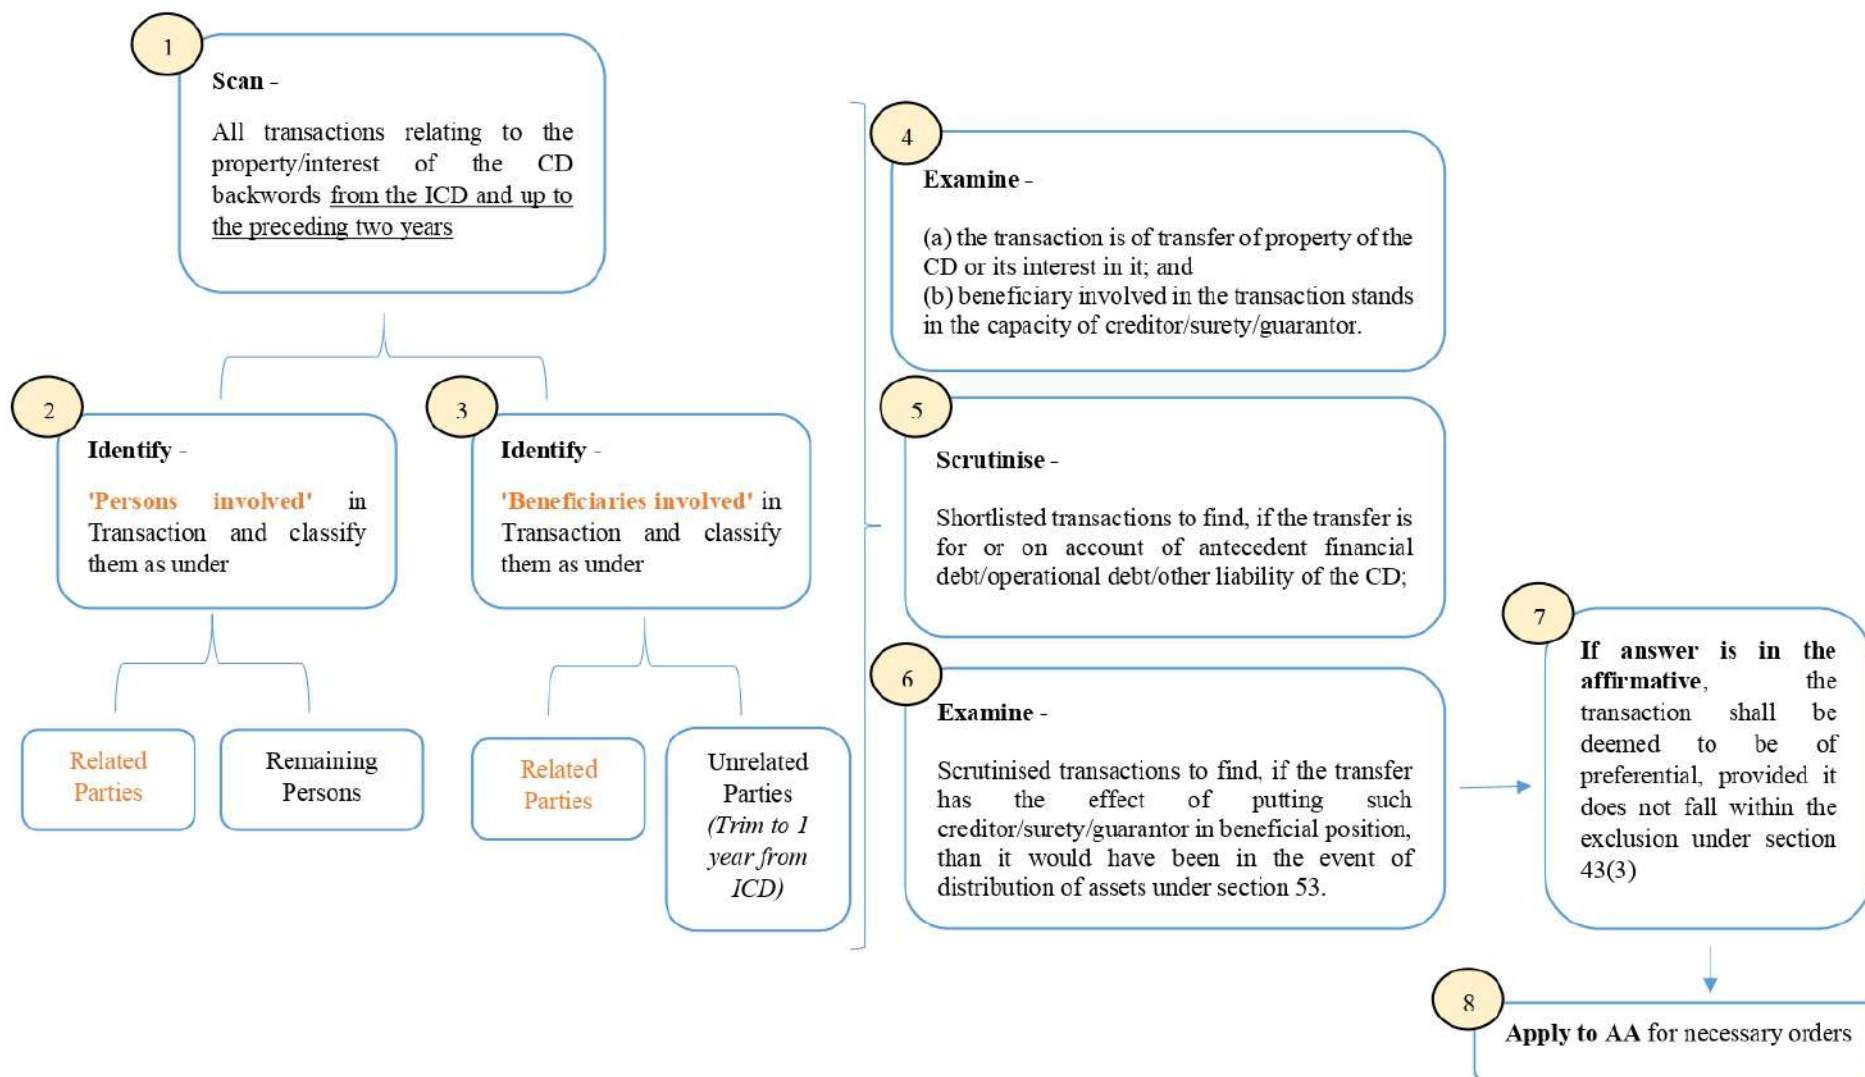 1
Scan -
All transactions relating to the
property/interest of the CD
backwords from the ICD and up to
the preceding two years
2
Identify -
'Persons involved' in
Transaction and classify
them as under
Related
Parties
Remaining
Persons
3
Identify -
'Beneficiaries involved' in
Transaction and classify
them as under
Related
Parties
Unrelated
Parties
(Trim to 1
year from
ICD)
4
Examine -
(a) the transaction is of transfer of property of the
CD or its interest in it; and
(b) beneficiary involved in the transaction stands
in the capacity of creditor/surety/guarantor.
5
Scrutinise -
Shortlisted transactions to find, if the transfer is
for or on account of antecedent financial
debt/operational debt/other liability of the CD;
6
Examine -
Scrutinised transactions to find, if the transfer
has the effect of putting such
creditor/surety/guarantor in beneficial position,
than it would have been in the event of
distribution of assets under section 53.
7
If answer is in the
affirmative, the
transaction shall be
deemed to be of
preferential, provided it
does not fall within the
exclusion under section
43(3)
8
Apply to AA for necessary orders